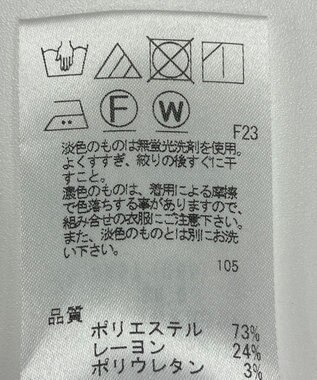 F W
F23
淡色のものは無蛍光洗剤を使用。
よくすすぎ、絞りの後すぐに干
すこと。
濃色のものは、着用による摩擦
で色落ちする事がありますので、
組み合せの衣服にご注意下さい。
また、淡色のものとは別にお洗
い下さい。
105
品質
ポリエステル 73%
レーヨン 24%
ポリウレタン 3%